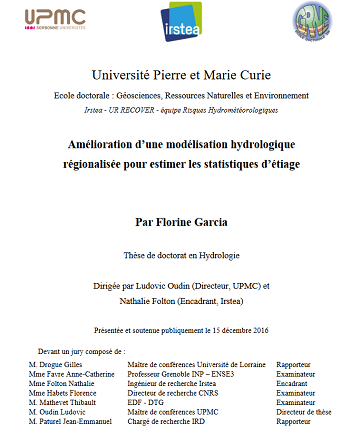 UPMC
SORBONNE UNIVERSITÉS
irstea
Université Pierre et Marie Curie
Ecole doctorale : Géosciences, Ressources Naturelles et Environnement
Irstea - UR RECOVER - équipe Risques Hydrométéorologiques
Amélioration d'une modélisation hydrologique
régionalisée pour estimer les statistiques d'étiage
Par Florine Garcia
Thèse de doctorat en Hydrologie
Dirigée par Ludovic Oudin (Directeur, UPMC) et
Nathalie Folton (Encadrant, Irstea)
Présentée et soutenue publiquement le 15 décembre 2016
Devant un jury composé de :
M. Drogue Gilles Maître de conférences Université de Lorraine Rapporteur
Mme Favre Anne-Catherine Professeur Grenoble INP – ENSE3 Examinateur
Mme Folton Nathalie Ingénieur de recherche Irstea Encadrant
Mme Habets Florence Directeur de recherche CNRS Examinateur
M. Mathevet Thibault EDF - DTG Examinateur
M. Oudin Ludovic Maître de conférences UPMC Directeur de thèse
M. Paturel Jean-Emmanuel Chargé de recherche IRD Rapporteur